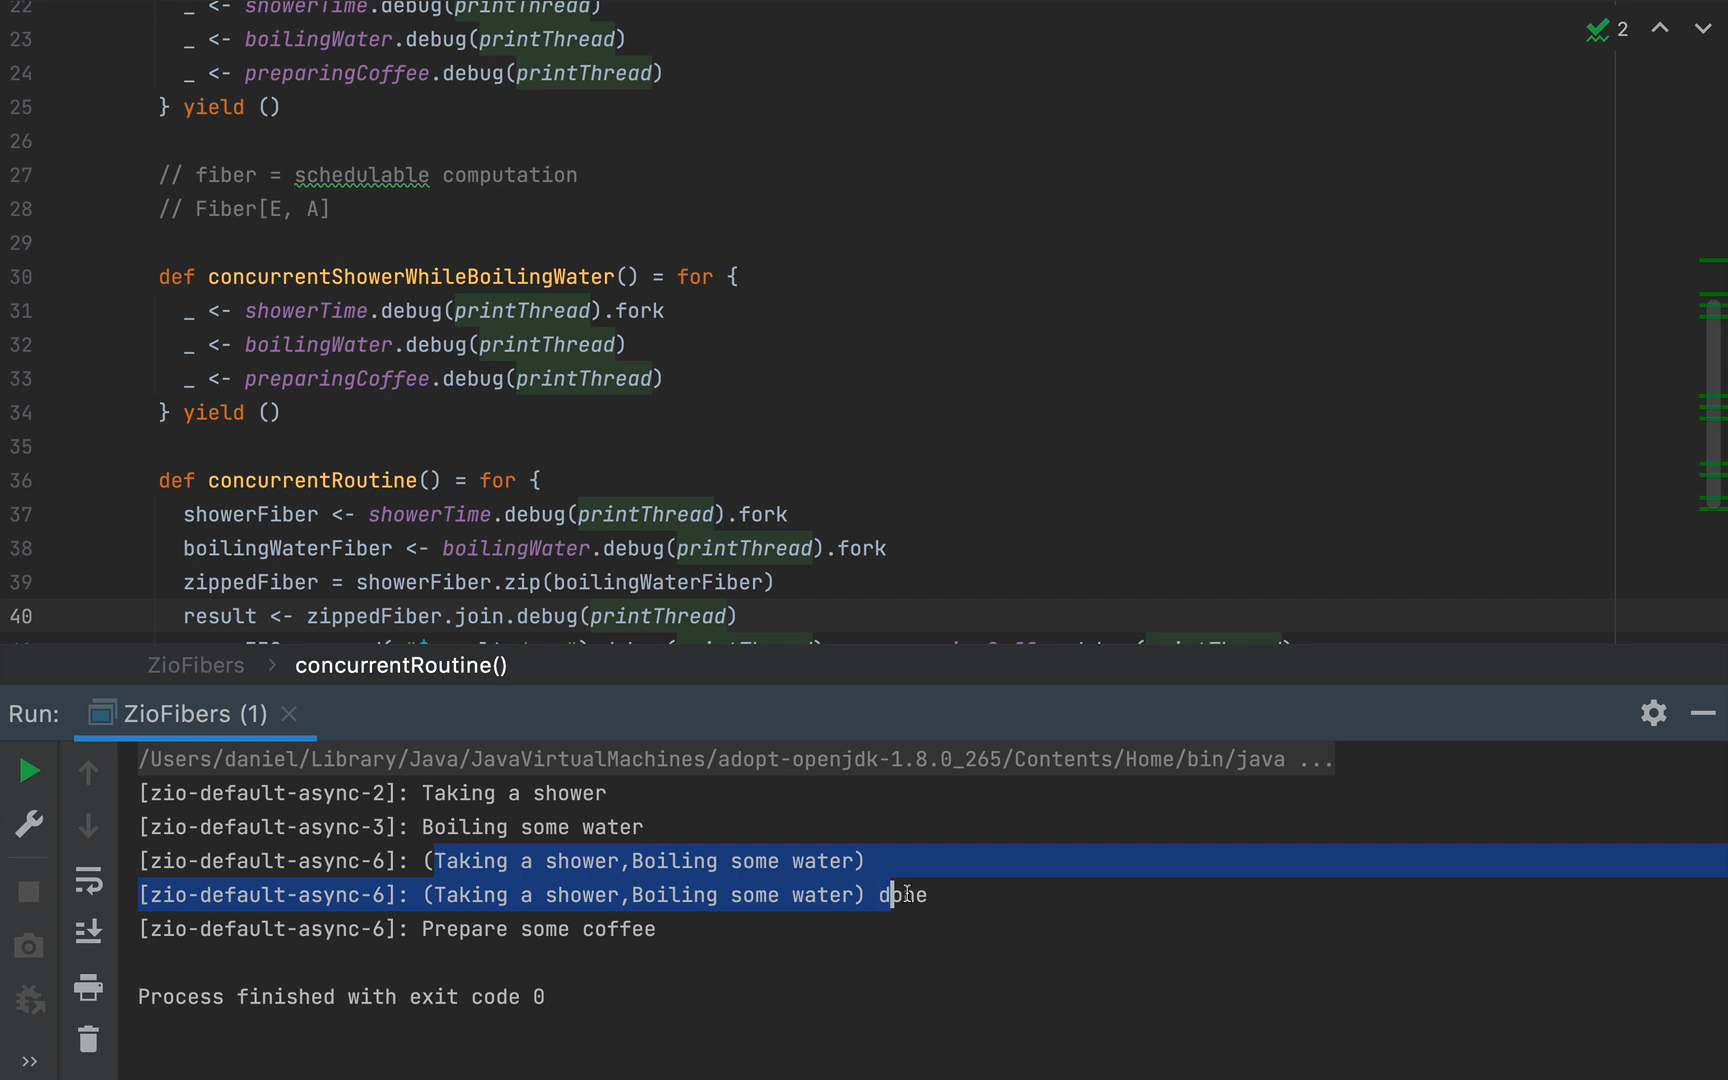 22 _ <- showerTime.debug(printThread)
23 _ <- boilingWater.debug(printThread)
24 _ <- preparingCoffee.debug(printThread)
25 } yield ()
26
27 // fiber = schedulable computation
28 // Fiber[E, A]
29
30 def concurrentShowerWhileBoilingWater() = for {
31 _ <- showerTime.debug(printThread).fork
32 _ <- boilingWater.debug(printThread)
33 _ <- preparingCoffee.debug(printThread)
34 } yield ()
35
36 def concurrentRoutine() = for {
37 showerFiber <- showerTime.debug(printThread).fork
38 boilingWaterFiber <- boilingWater.debug(printThread).fork
39 zippedFiber = showerFiber.zip(boilingWaterFiber)
40 result <- zippedFiber.join.debug(printThread)
2
ZioFibers > concurrentRoutine()
Run: ZioFibers (1)
/Users/daniel/Library/Java/JavaVirtualMachines/adopt-openjdk-1.8.0_265/Contents/Home/bin/java ...
[zio-default-async-2]: Taking a shower
[zio-default-async-3]: Boiling some water
[zio-default-async-6]: (Taking a shower,Boiling some water)
[zio-default-async-6]: (Taking a shower,Boiling some water) done
[zio-default-async-6]: Prepare some coffee
Process finished with exit code 0